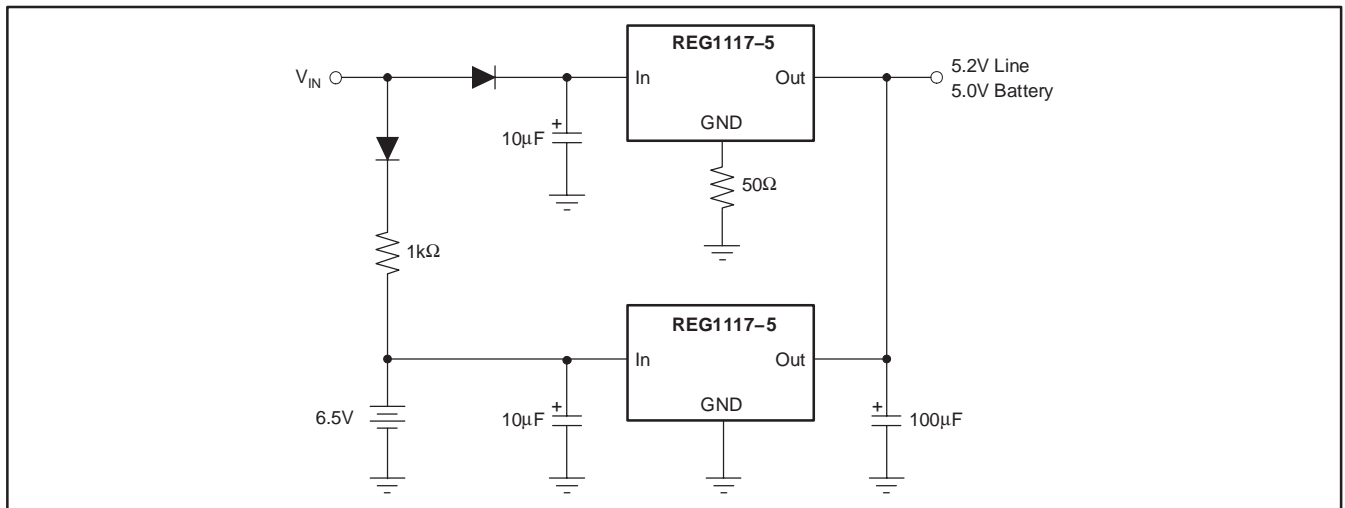 REG1117–5
V_IN
In
Out
5.2V Line
5.0V Battery
GND
10μF
+
50Ω
1kΩ
REG1117–5
In
Out
GND
6.5V
10μF
+
+
100μF